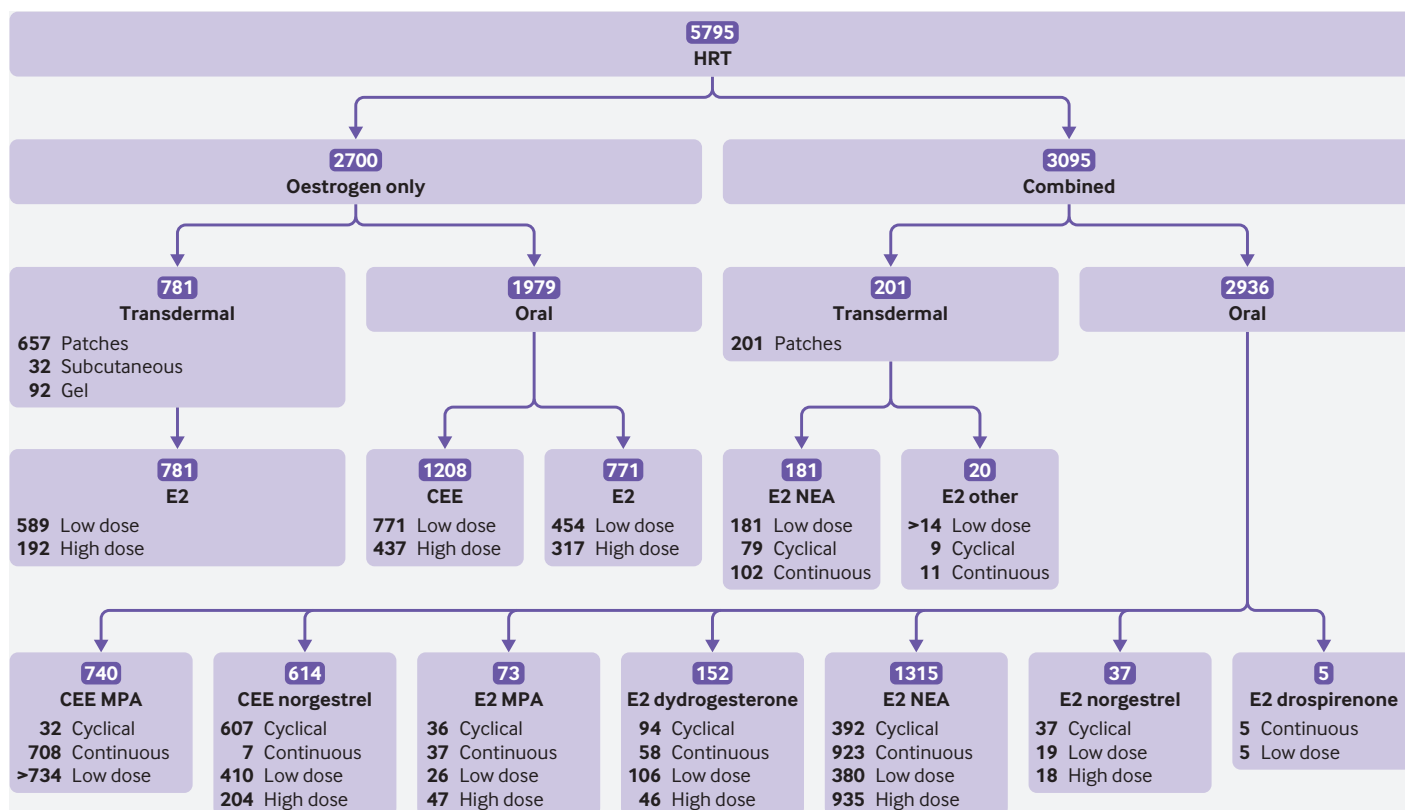 5795
HRT
2700
Oestrogen only
3095
Combined
781
Transdermal
657 Patches
32 Subcutaneous
92 Gel
1979
Oral
201
Transdermal
201 Patches
2936
Oral
781
E2
589 Low dose
192 High dose
1208
CEE
771 Low dose
437 High dose
771
E2
454 Low dose
317 High dose
181
E2 NEA
181 Low dose
79 Cyclical
102 Continuous
20
E2 other
>14 Low dose
9 Cyclical
11 Continuous
740
CEE MPA
32 Cyclical
708 Continuous
>734 Low dose
614
CEE norgestrel
607 Cyclical
7 Continuous
410 Low dose
204 High dose
73
E2 MPA
36 Cyclical
37 Continuous
26 Low dose
47 High dose
152
E2 dydrogesterone
94 Cyclical
58 Continuous
106 Low dose
46 High dose
1315
E2 NEA
392 Cyclical
923 Continuous
380 Low dose
935 High dose
37
E2 norgestrel
37 Cyclical
19 Low dose
18 High dose
5
E2 drospirenone
5 Continuous
5 Low dose